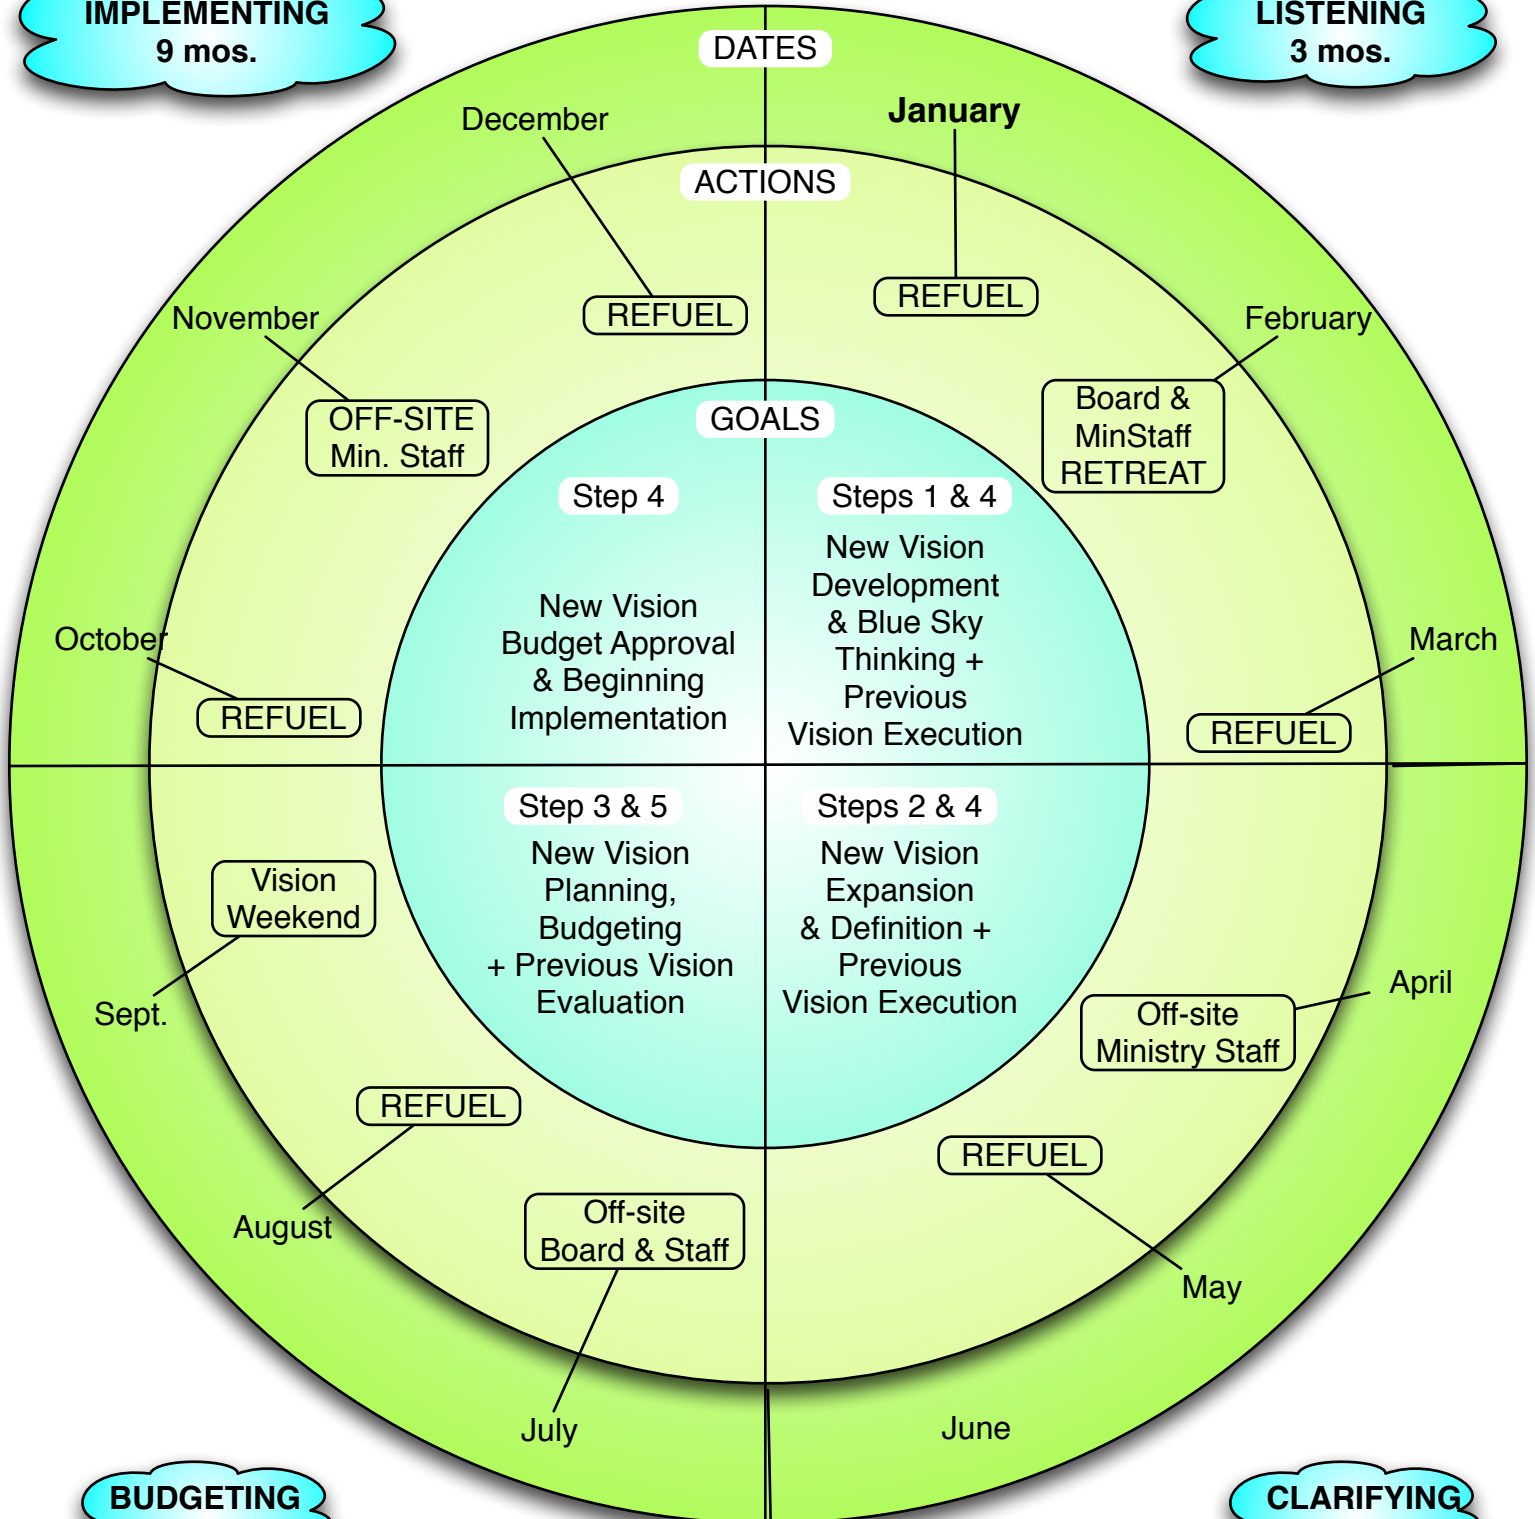 IMPLEMENTING
9 mos.
LISTENING
3 mos.
DATES
December
January
ACTIONS
REFUEL
REFUEL
November
February
OFF-SITE
Min. Staff
Board &
MinStaff
RETREAT
GOALS
Step 4
New Vision
Budget Approval
& Beginning
Implementation
Steps 1 & 4
New Vision
Development
& Blue Sky
Thinking +
Previous
Vision Execution
October
REFUEL
March
REFUEL
Step 3 & 5
New Vision
Planning,
Budgeting
+ Previous Vision
Evaluation
Steps 2 & 4
New Vision
Expansion
& Definition +
Previous
Vision Execution
Vision
Weekend
Sept.
April
Off-site
Ministry Staff
REFUEL
August
REFUEL
May
Off-site
Board & Staff
July
June
BUDGETING
CLARIFYING